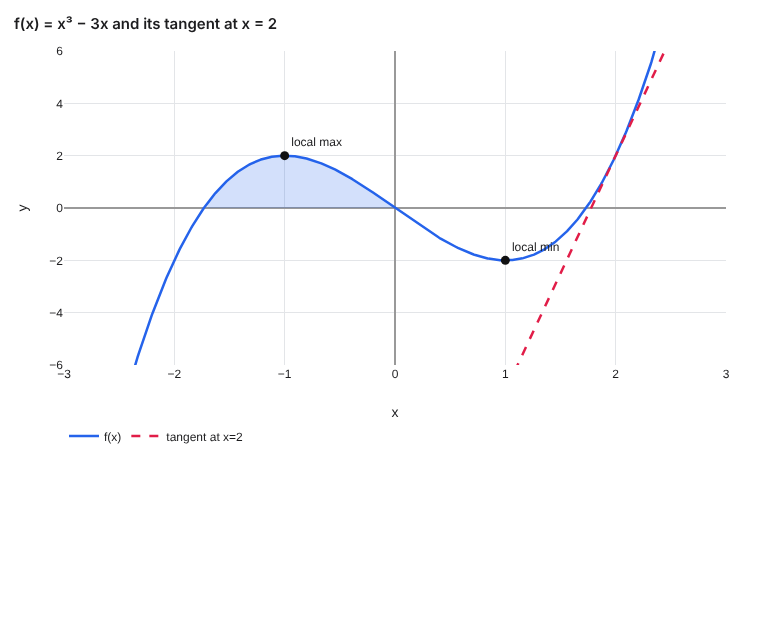 f(x) = x³ − 3x and its tangent at x = 2
6
4
2
0
−2
−4
−6
y
local max
local min
−3 −2 −1 0 1 2 3
x
f(x) tangent at x=2